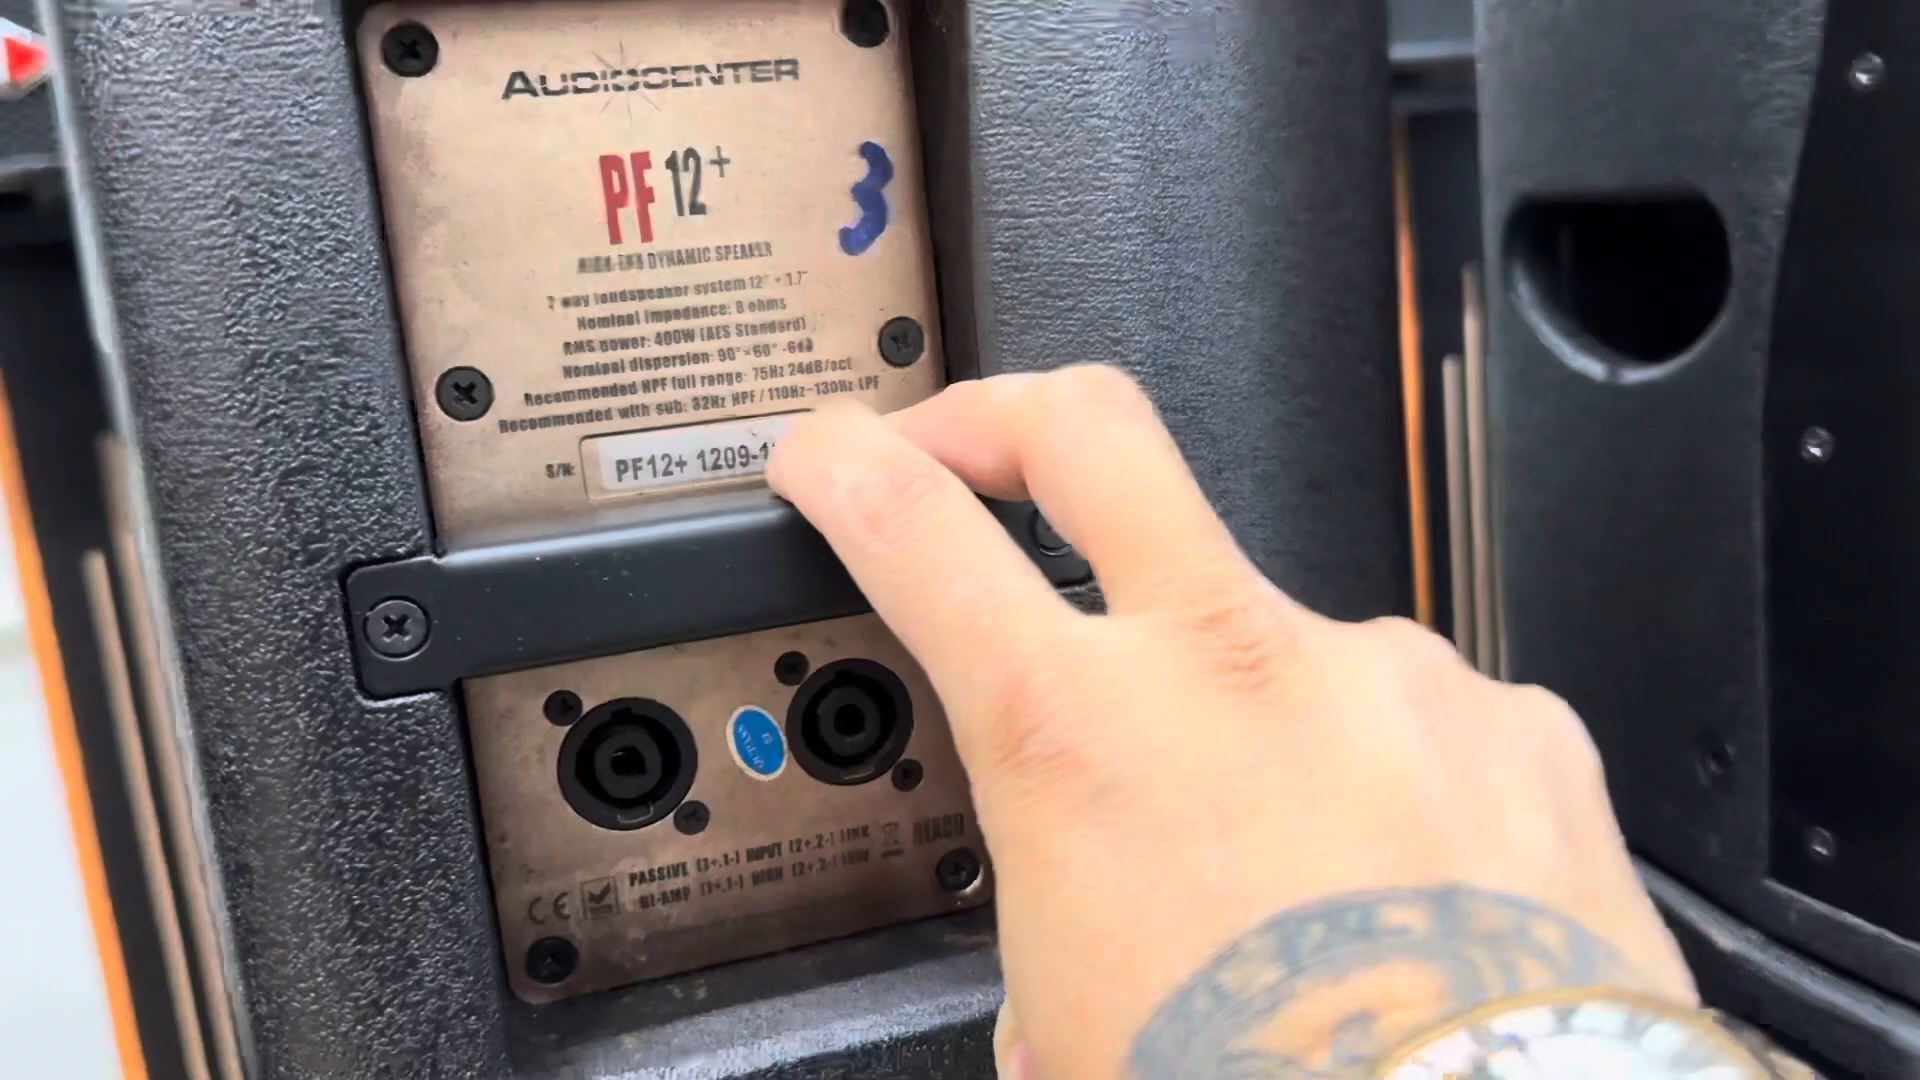 AUDIOCENTER
PF 12+
3
HIGH-END DYNAMIC SPEAKER
2 way loudspeaker system 12" + 1.7"
Nominal impedance: 8 ohms
RMS power: 400W (AES Standard)
Nominal dispersion: 90°×60° -6dB
Recommended HPF full range: 75Hz 24dB/oct
Recommended with sub: 32Hz HPF / 110Hz-130Hz LPF
S/N: PF12+ 1209-1
PASSIVE (1+,1-) INPUT (2+,2-) LINK
BI-AMP (1+,1-) HIGH (2+,2-) LOW
CE